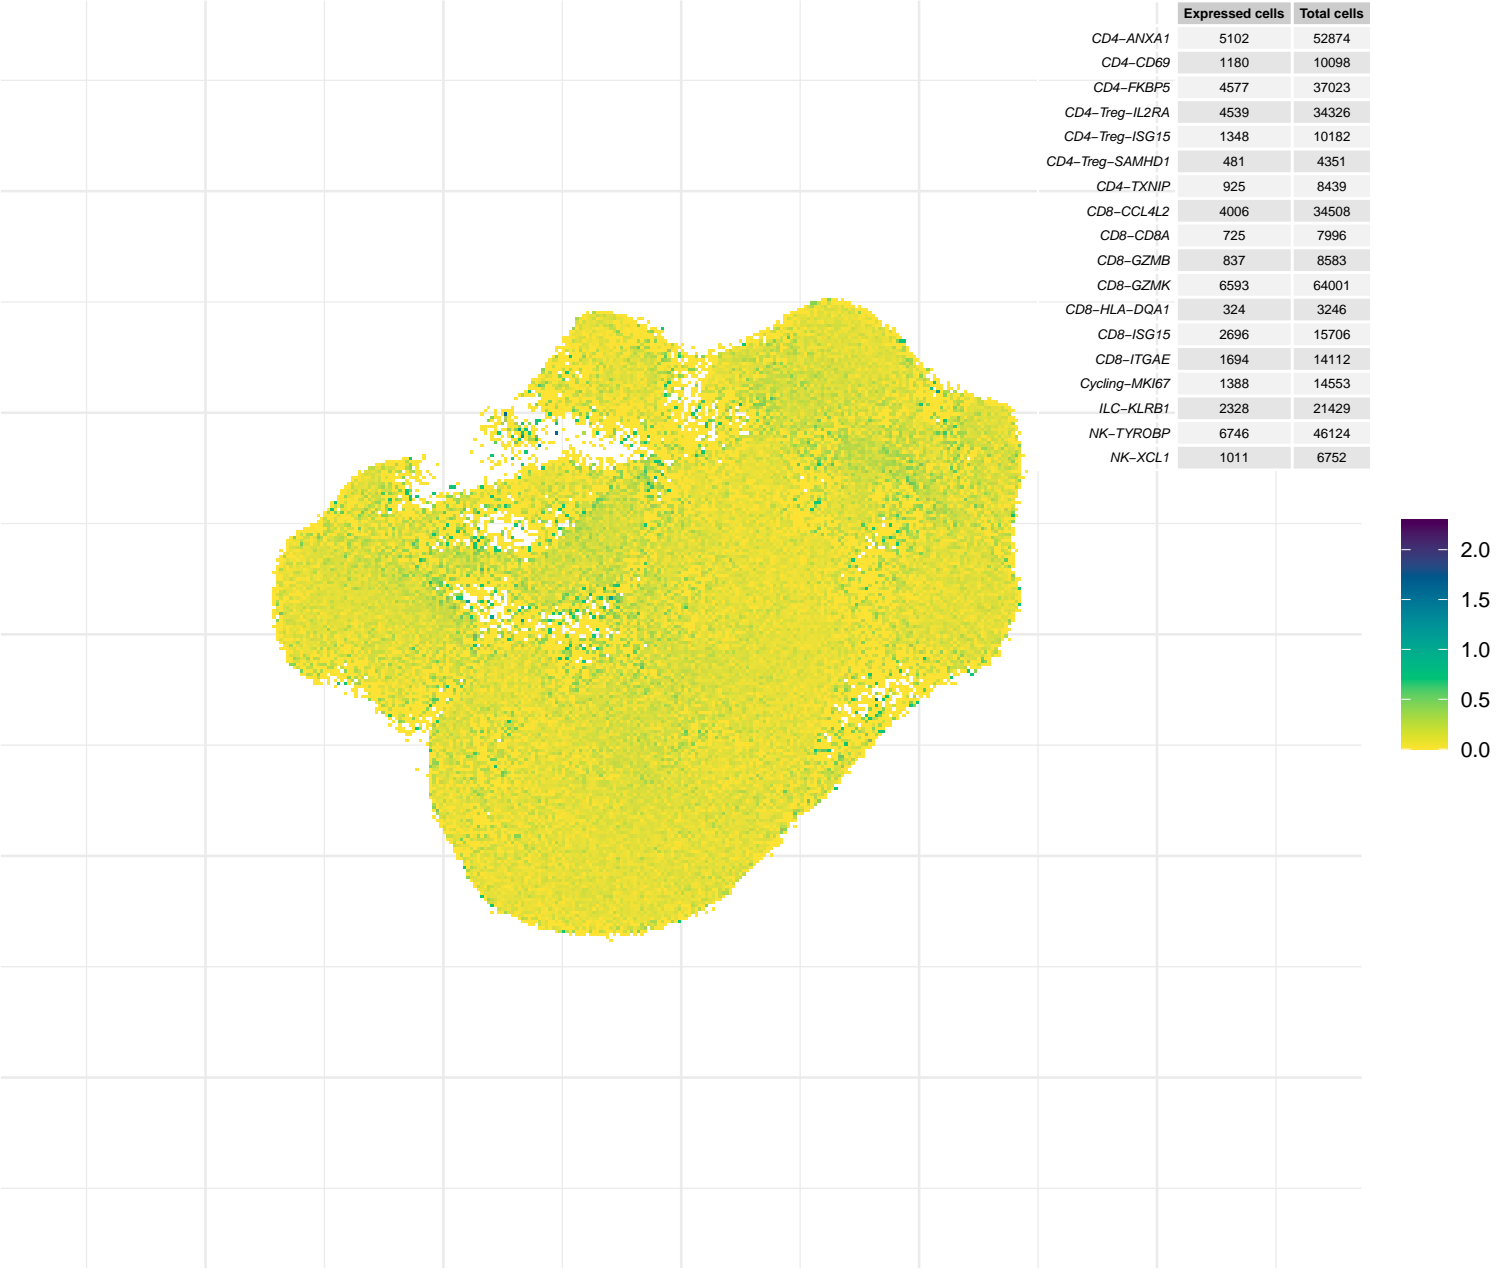 Expressed cells Total cells
CD4−ANXA1 5102 52874
CD4−CD69 1180 10098
CD4−FKBP5 4577 37023
CD4−Treg−IL2RA 4539 34326
CD4−Treg−ISG15 1348 10182
CD4−Treg−SAMHD1 481 4351
CD4−TXNIP 925 8439
CD8−CCL4L2 4006 34508
CD8−CD8A 725 7996
CD8−GZMB 837 8583
CD8−GZMK 6593 64001
CD8−HLA−DQA1 324 3246
CD8−ISG15 2696 15706
CD8−ITGAE 1694 14112
Cycling−MKI67 1388 14553
ILC−KLRB1 2328 21429
NK−TYROBP 6746 46124
NK−XCL1 1011 6752
2.0
1.5
1.0
0.5
0.0